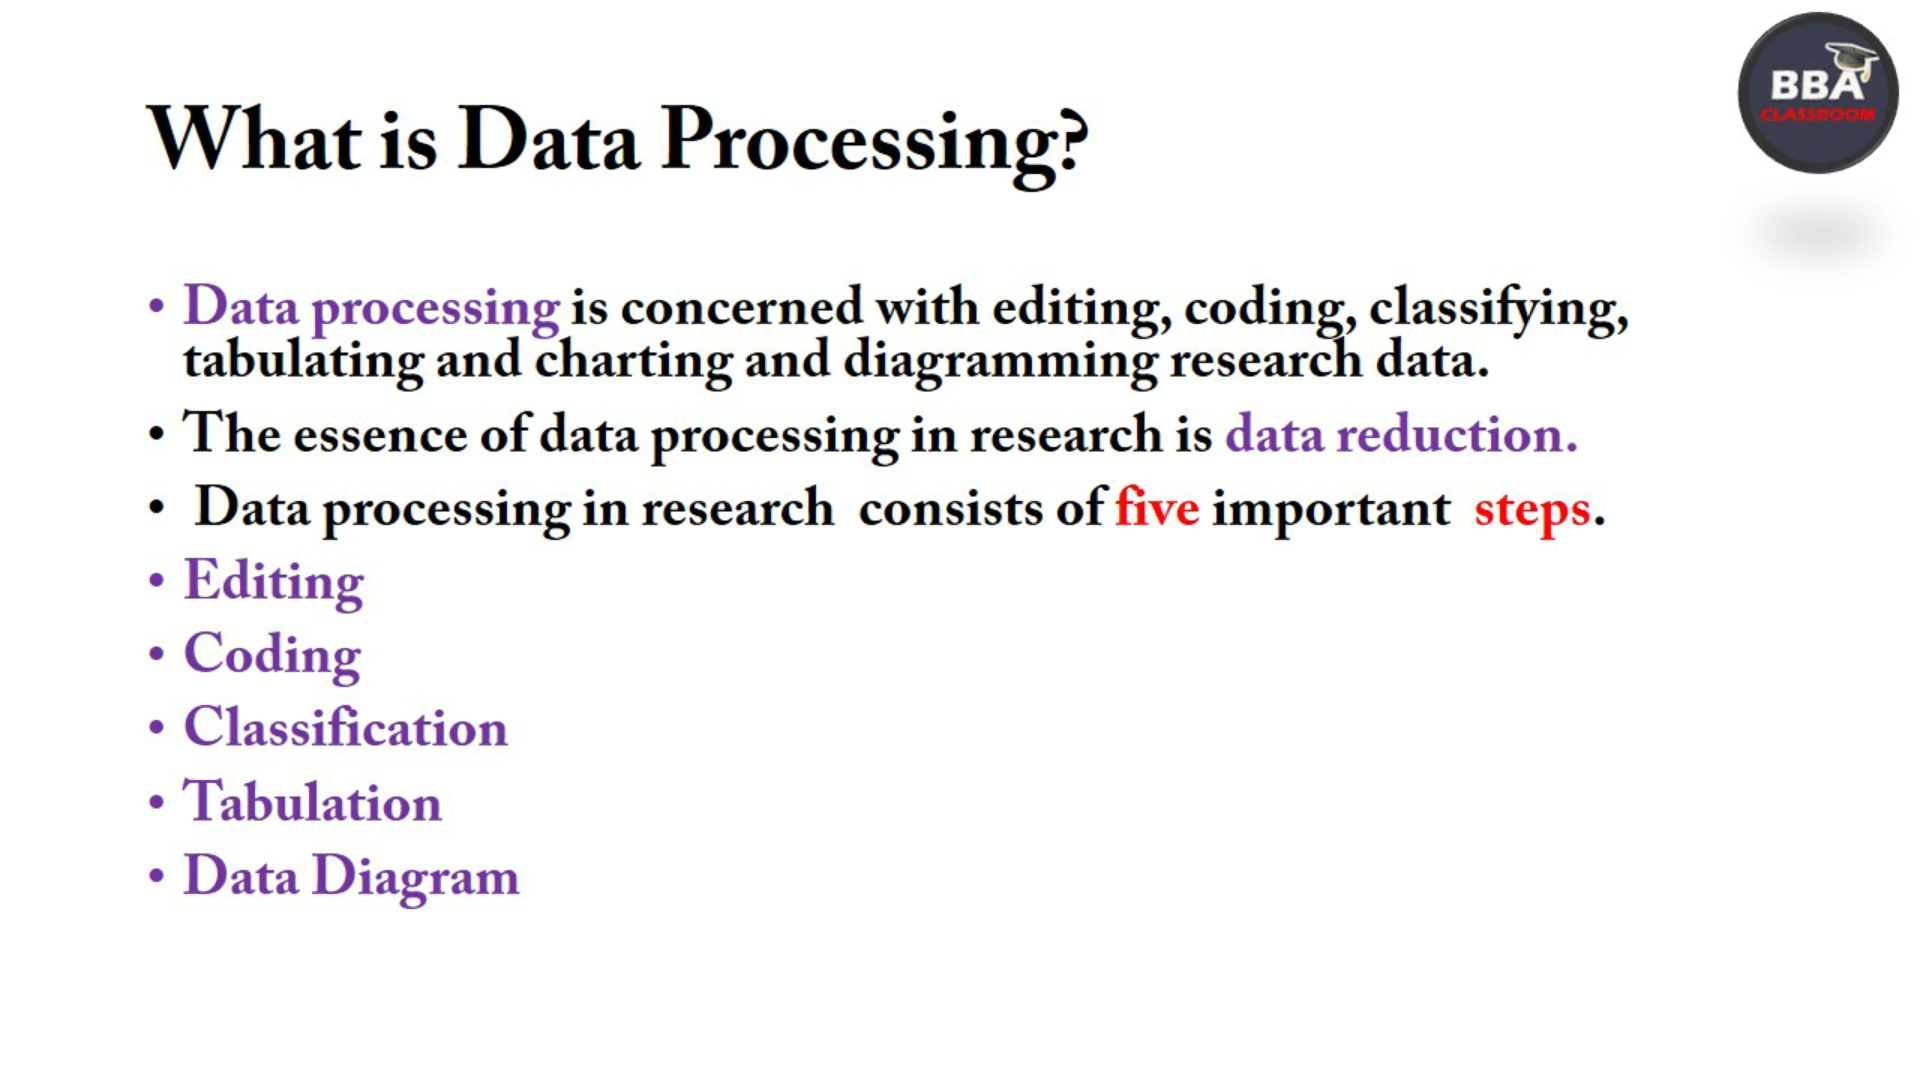 BBA
CLASSROOM
What is Data Processing?
• Data processing is concerned with editing, coding, classifying,
tabulating and charting and diagramming research data.
• The essence of data processing in research is data reduction.
• Data processing in research consists of five important steps.
• Editing
• Coding
• Classification
• Tabulation
• Data Diagram